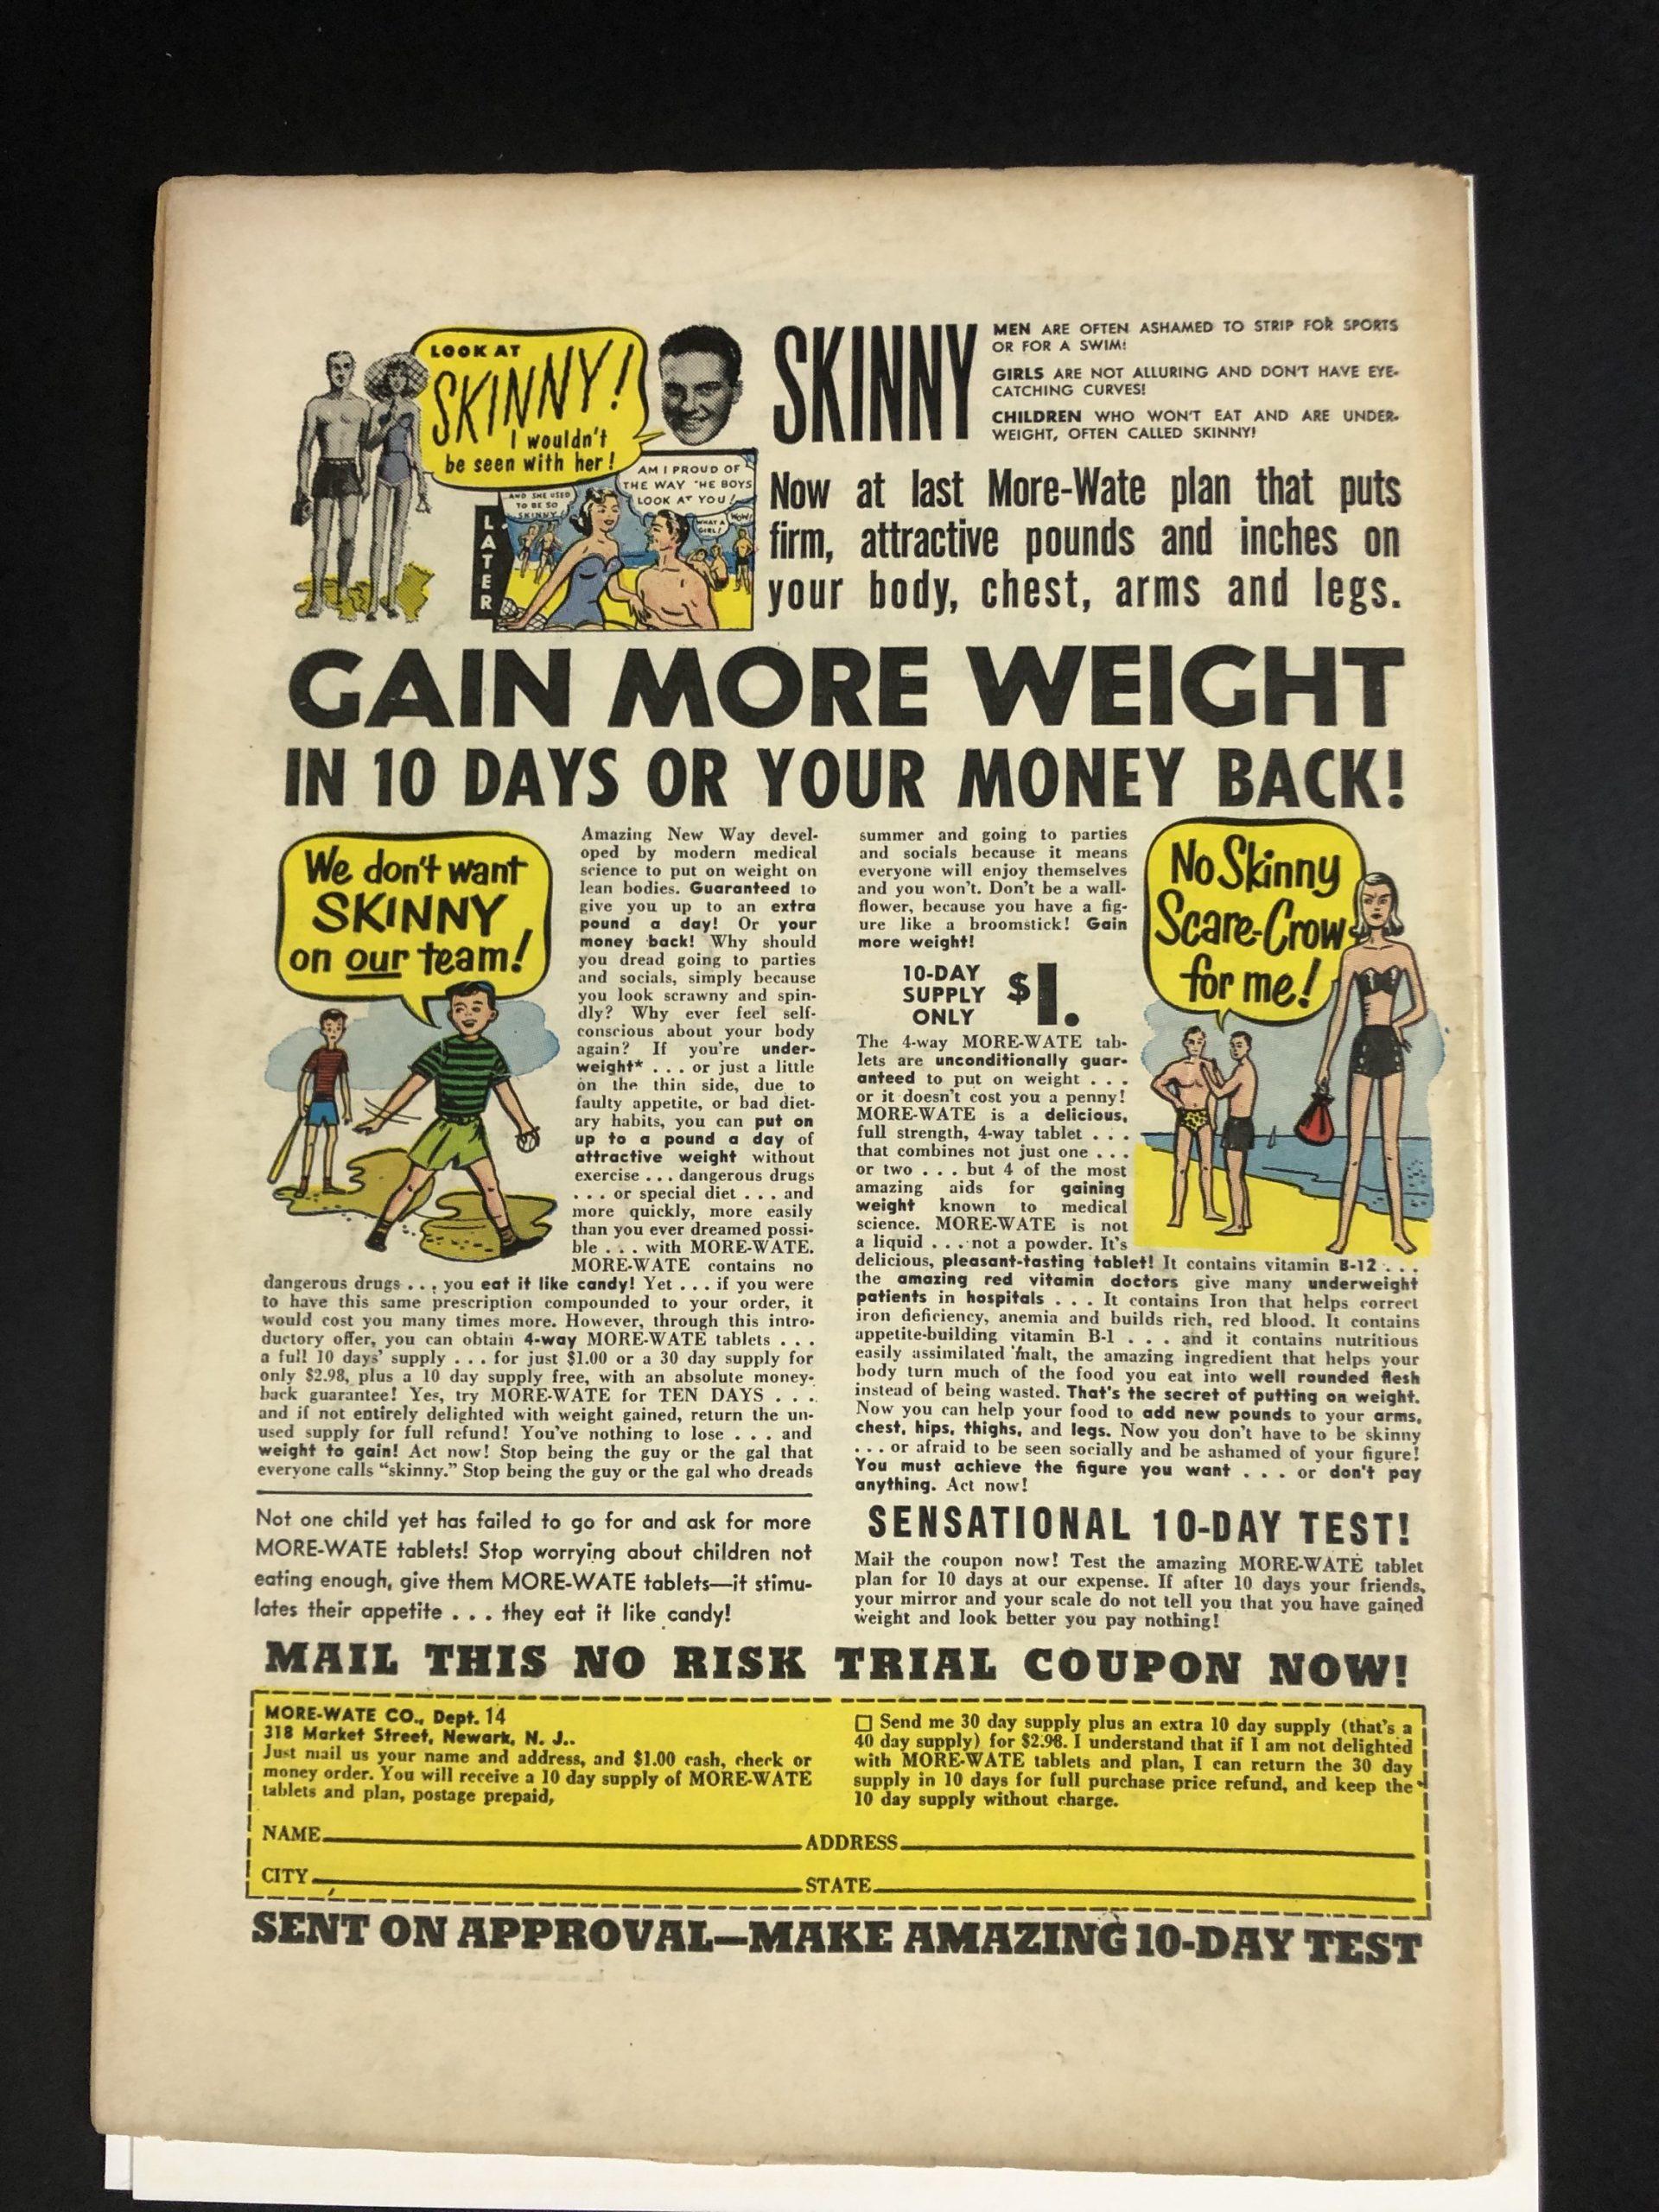 LOOK AT
SKINNY!
I wouldn't
be seen with her!
LATER
AND SHE USED
TO BE SO
SKINNY!
AM I PROUD OF
THE WAY THE BOYS
LOOK AT YOU!
WHAT A
GIRL!
WOW!
SKINNY
MEN ARE OFTEN ASHAMED TO STRIP FOR SPORTS
OR FOR A SWIM!
GIRLS ARE NOT ALLURING AND DON'T HAVE EYE-
CATCHING CURVES!
CHILDREN WHO WON'T EAT AND ARE UNDER-
WEIGHT, OFTEN CALLED SKINNY!
Now at last More-Wate plan that puts
firm, attractive pounds and inches on
your body, chest, arms and legs.
GAIN MORE WEIGHT
IN 10 DAYS OR YOUR MONEY BACK!
We don't want
SKINNY
on our team!
Amazing New Way devel-
oped by modern medical
science to put on weight on
lean bodies. Guaranteed to
give you up to an extra
pound a day! Or your
money back! Why should
you dread going to parties
and socials, simply because
you look scrawny and spin-
dly? Why ever feel self-
conscious about your body
again? If you're under-
weight* . . . or just a little
on the thin side, due to
faulty appetite, or bad diet-
ary habits, you can put on
up to a pound a day of
attractive weight without
exercise . . . dangerous drugs
. . . or special diet . . . and
more quickly, more easily
than you ever dreamed possi-
ble . . . with MORE-WATE.
MORE-WATE contains no
dangerous drugs . . . you eat it like candy! Yet . . . if you were
to have this same prescription compounded to your order, it
would cost you many times more. However, through this intro-
ductory offer, you can obtain 4-way MORE-WATE tablets . . .
a full 10 days' supply . . . for just $1.00 or a 30 day supply for
only $2.98, plus a 10 day supply free, with an absolute money-
back guarantee! Yes, try MORE-WATE for TEN DAYS . . .
and if not entirely delighted with weight gained, return the un-
used supply for full refund! You've nothing to lose . . . and
weight to gain! Act now! Stop being the guy or the gal that
everyone calls "skinny." Stop being the guy or the gal who dreads
summer and going to parties
and socials because it means
everyone will enjoy themselves
and you won't. Don't be a wall-
flower, because you have a fig-
ure like a broomstick! Gain
more weight!
10-DAY
SUPPLY
ONLY
$1.
The 4-way MORE-WATE tab-
lets are unconditionally guar-
anteed to put on weight . . .
or it doesn't cost you a penny!
MORE-WATE is a delicious,
full strength, 4-way tablet . . .
that combines not just one . . .
or two . . . but 4 of the most
amazing aids for gaining
weight known to medical
science. MORE-WATE is not
a liquid . . . not a powder. It's
delicious, pleasant-tasting tablet! It contains vitamin B-12 . . .
the amazing red vitamin doctors give many underweight
patients in hospitals . . . It contains Iron that helps correct
iron deficiency, anemia and builds rich, red blood. It contains
appetite-building vitamin B-1 . . . and it contains nutritious
easily assimilated malt, the amazing ingredient that helps your
body turn much of the food you eat into well rounded flesh
instead of being wasted. That's the secret of putting on weight.
Now you can help your food to add new pounds to your arms,
chest, hips, thighs, and legs. Now you don't have to be skinny
. . . or afraid to be seen socially and be ashamed of your figure!
You must achieve the figure you want . . . or don't pay
anything. Act now!
No Skinny
Scare-Crow
for me!
Not one child yet has failed to go for and ask for more
MORE-WATE tablets! Stop worrying about children not
eating enough, give them MORE-WATE tablets—it stimu-
lates their appetite . . . they eat it like candy!
SENSATIONAL 10-DAY TEST!
Mail the coupon now! Test the amazing MORE-WATE tablet
plan for 10 days at our expense. If after 10 days your friends,
your mirror and your scale do not tell you that you have gained
weight and look better you pay nothing!
MAIL THIS NO RISK TRIAL COUPON NOW!
MORE-WATE CO., Dept. 14
318 Market Street, Newark, N. J..
Just mail us your name and address, and $1.00 cash, check or
money order. You will receive a 10 day supply of MORE-WATE
tablets and plan, postage prepaid,
Send me 30 day supply plus an extra 10 day supply (that's a
40 day supply) for $2.98. I understand that if I am not delighted
with MORE-WATE tablets and plan, I can return the 30 day
supply in 10 days for full purchase price refund, and keep the
10 day supply without charge.
NAME ADDRESS
CITY STATE
SENT ON APPROVAL—MAKE AMAZING 10-DAY TEST